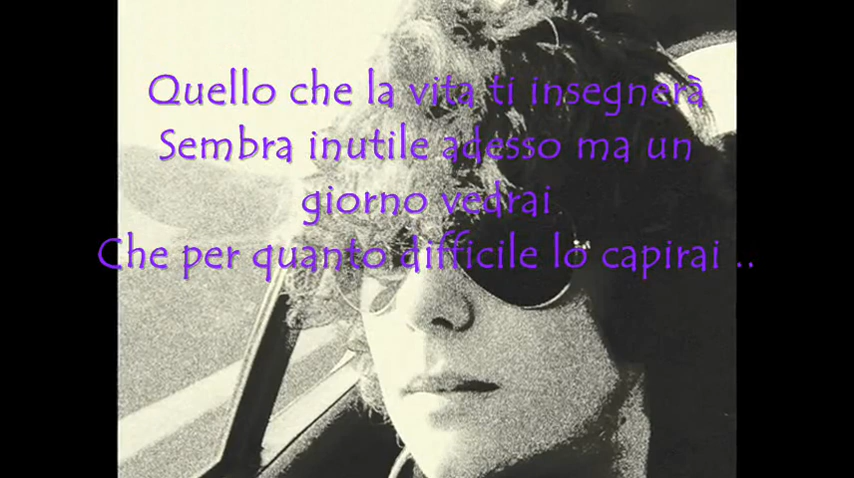 Quello che la vita ti insegnerà
Sembra inutile adesso ma un
giorno vedrai
Che per quanto difficile lo capirai ..